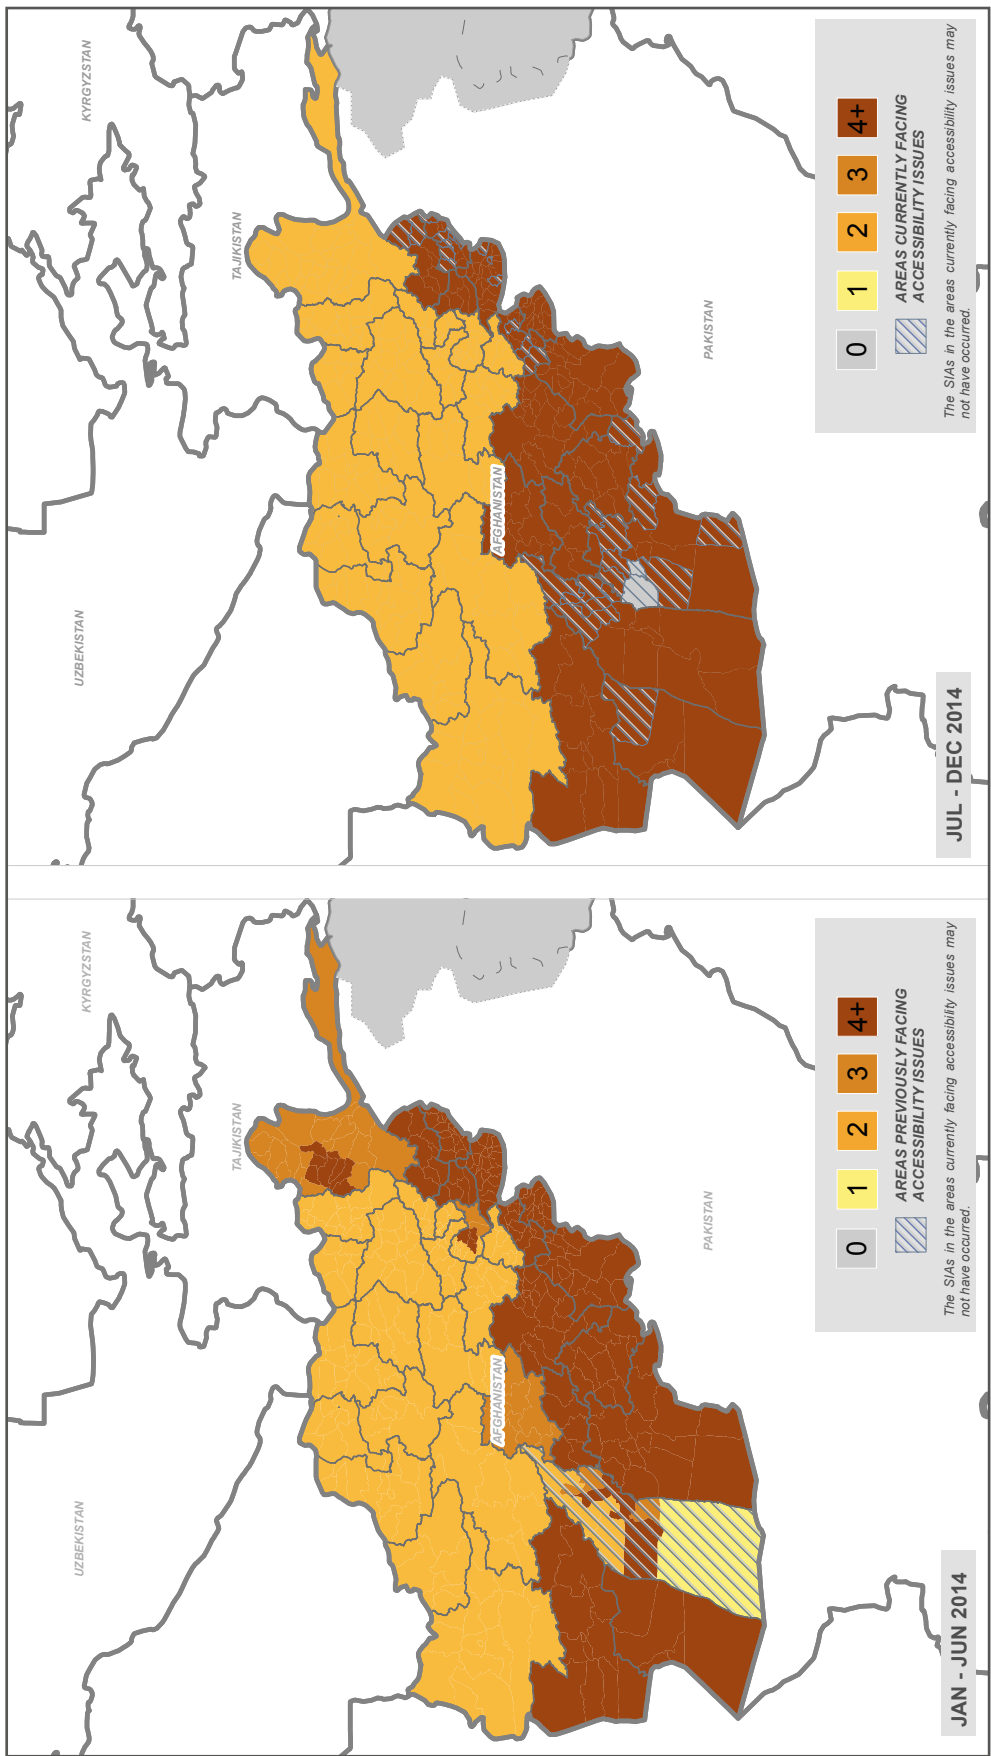 UZBEKISTAN
KYRGYZSTAN
TAJIKISTAN
AFGHANISTAN
PAKISTAN
JAN - JUN 2014
0 1 2 3 4+
AREAS PREVIOUSLY FACING
ACCESSIBILITY ISSUES
The SIAs in the areas currently facing accessibility issues may
not have occurred.
UZBEKISTAN
KYRGYZSTAN
TAJIKISTAN
AFGHANISTAN
PAKISTAN
JUL - DEC 2014
0 1 2 3 4+
AREAS CURRENTLY FACING
ACCESSIBILITY ISSUES
The SIAs in the areas currently facing accessibility issues may
not have occurred.